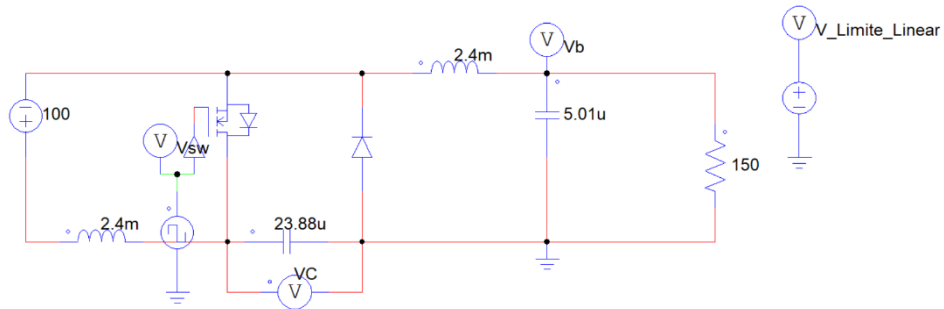 V
V_Limite_Linear
V
Vb
2.4m
100
5.01u
V
Vsw
150
2.4m
23.88u
VC
V